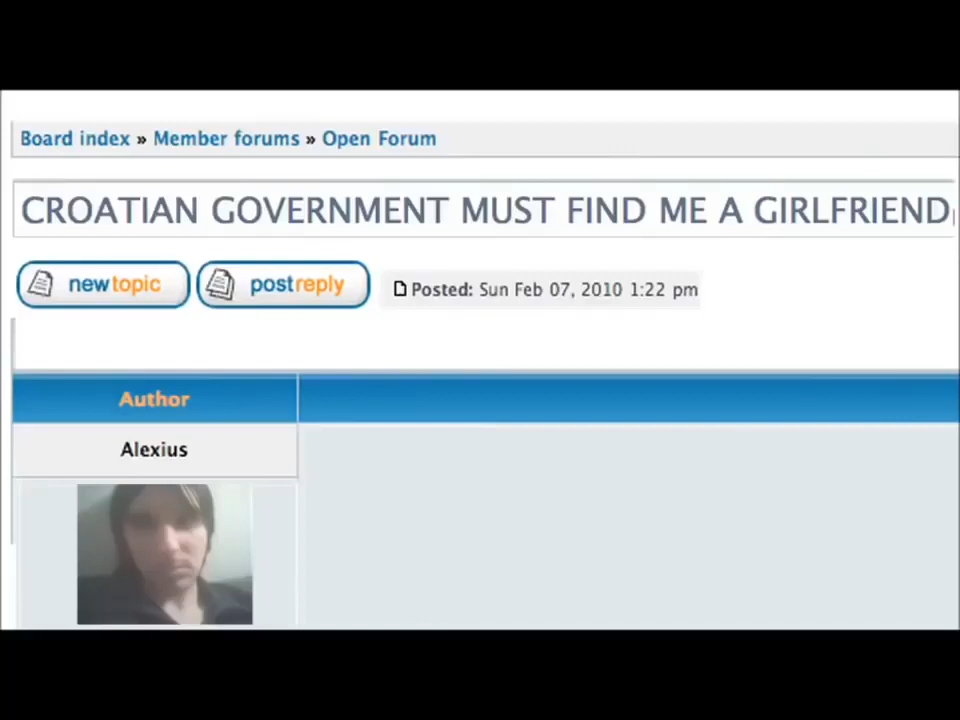 Board index » Member forums » Open Forum
CROATIAN GOVERNMENT MUST FIND ME A GIRLFRIEND
newtopic postreply Posted: Sun Feb 07, 2010 1:22 pm
Author
Alexius